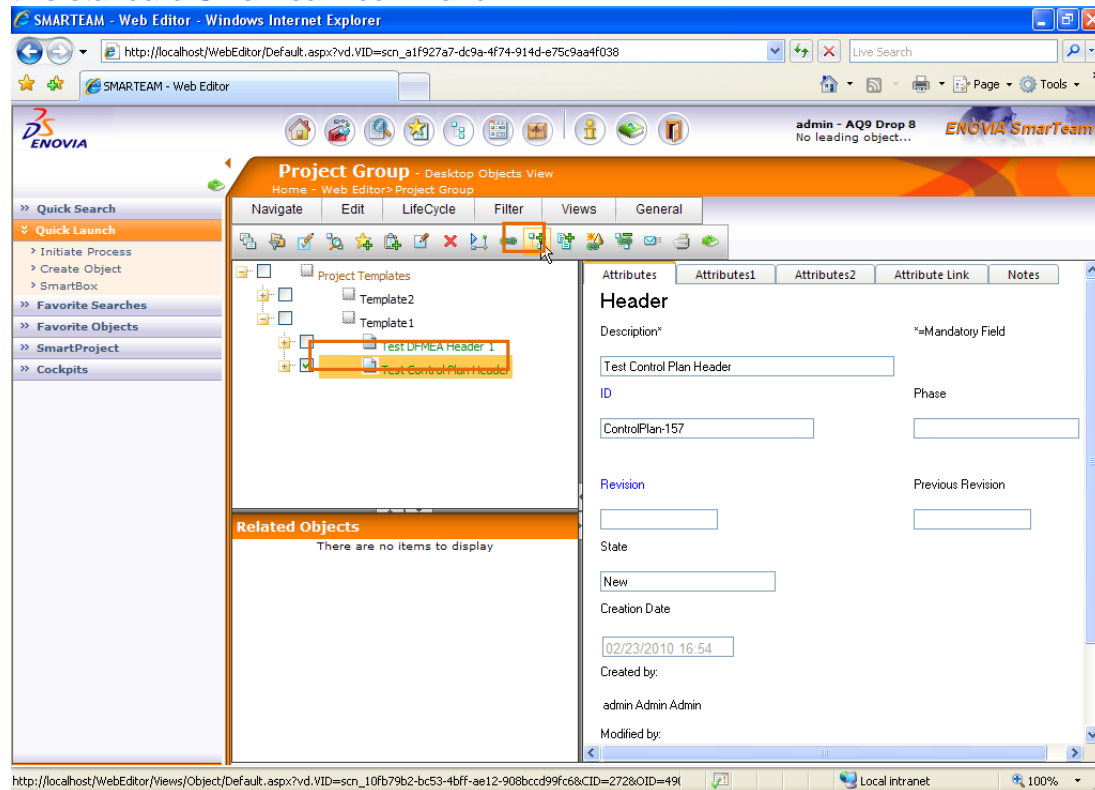 SMARTEAM - Web Editor - Windows Internet Explorer
http://localhost/WebEditor/Default.aspx?vd.VID=scn_a1f927a7-dc9a-4f74-914d-e75c9aa4f038
Live Search
SMARTEAM - Web Editor
Page
Tools
ENOVIA
admin - AQ9 Drop 8
No leading object...
ENOVIA SmarTeam
Project Group - Desktop Objects View
Home - Web Editor>Project Group
Navigate Edit LifeCycle Filter Views General
» Quick Search
Quick Launch
> Initiate Process
> Create Object
> SmartBox
» Favorite Searches
» Favorite Objects
» SmartProject
» Cockpits
Project Templates
Template2
Template1
Test DFMEA Header 1
Test Control Plan Header
Related Objects
There are no items to display
Attributes Attributes1 Attributes2 Attribute Link Notes
Header
Description* *=Mandatory Field
Test Control Plan Header
ID Phase
ControlPlan-157
Revision Previous Revision
State
New
Creation Date
02/23/2010 16:54
Created by:
admin Admin Admin
Modified by:
http://localhost/WebEditor/Views/Object/Default.aspx?vd.VID=scn_10fb79b2-bc53-4bff-ae12-908bccd99fc68&CID=2728&OID=49
Local intranet
100%